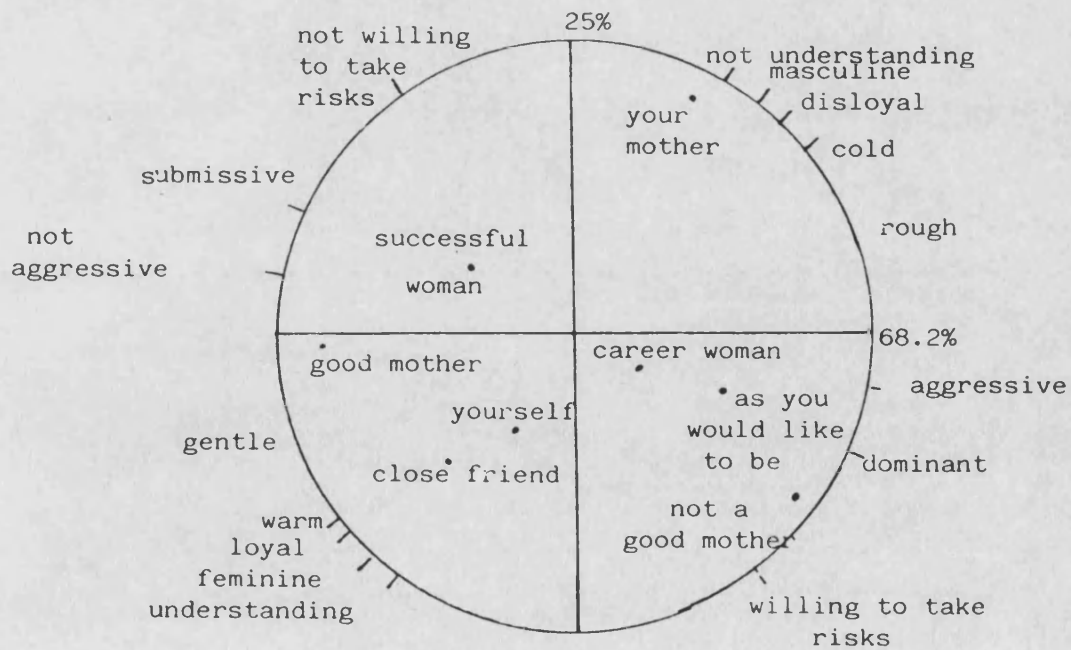 25%
not willing
to take
risks
not understanding
masculine
disloyal
cold
your
mother
submissive
rough
not
aggressive
successful
woman
68.2%
good mother
career woman
aggressive
yourself
as you
would like
to be
gentle
close friend
dominant
not a
good mother
warm
loyal
feminine
understanding
willing to take
risks